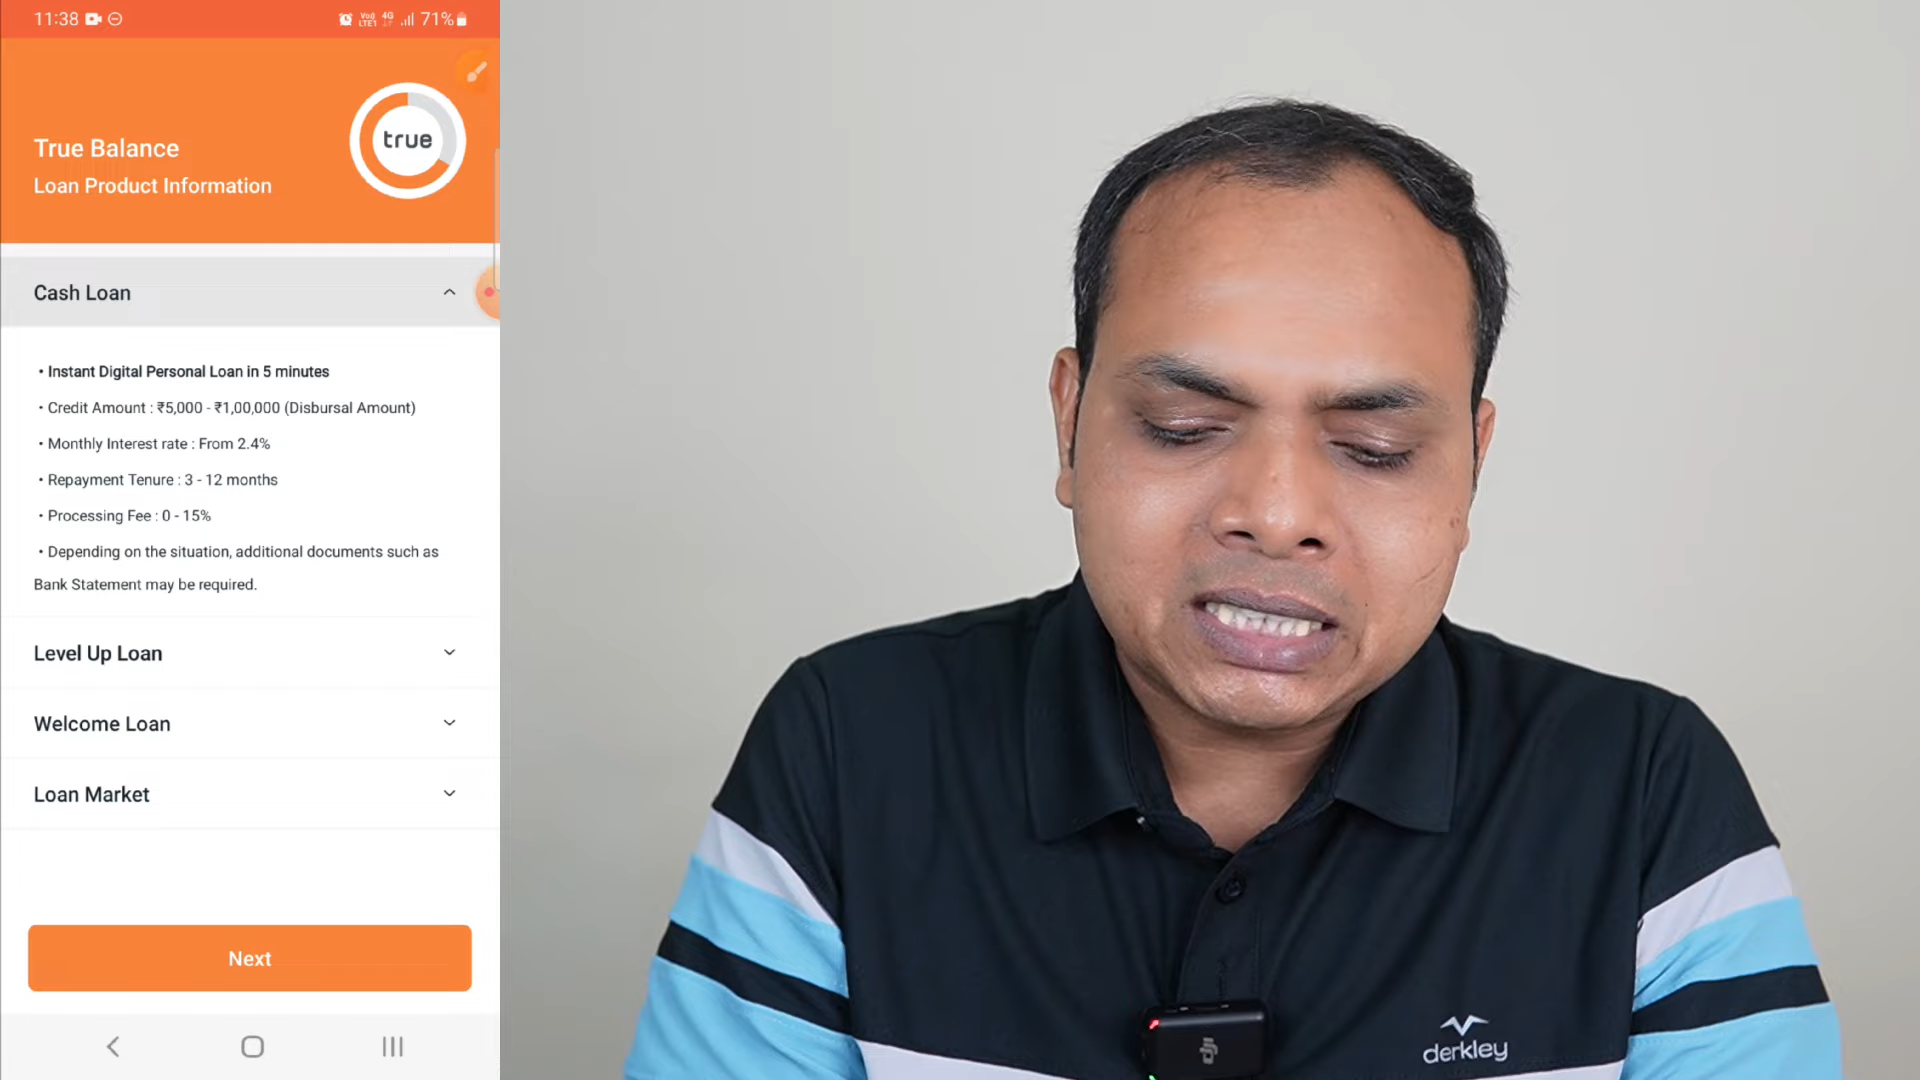 11:38
Vo)) 4G
LTE1
71%
true
True Balance
Loan Product Information
Cash Loan
• Instant Digital Personal Loan in 5 minutes
• Credit Amount : ₹5,000 - ₹1,00,000 (Disbursal Amount)
• Monthly Interest rate : From 2.4%
• Repayment Tenure : 3 - 12 months
• Processing Fee : 0 - 15%
• Depending on the situation, additional documents such as
Bank Statement may be required.
Level Up Loan
Welcome Loan
Loan Market
Next
derkley